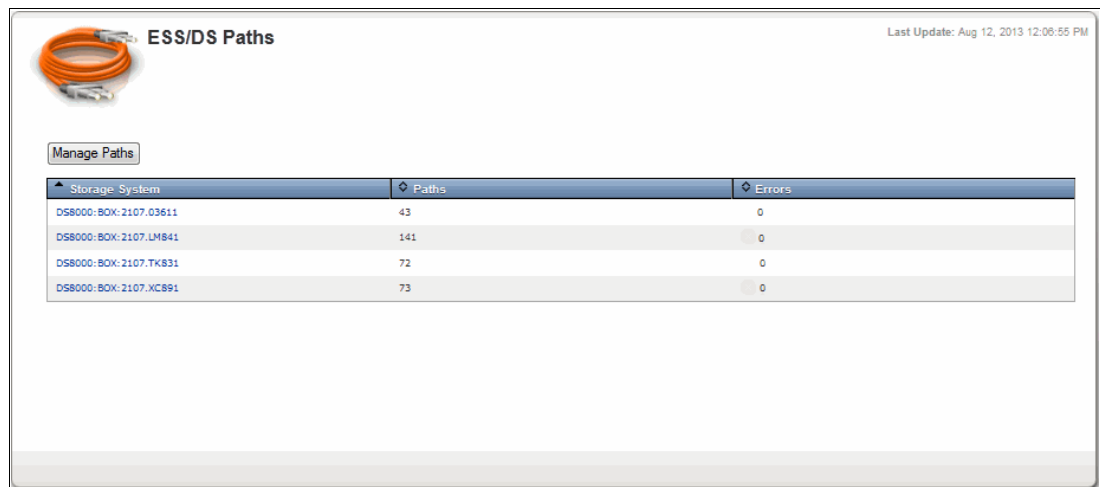 ESS/DS Paths
Last Update: Aug 12, 2013 12:06:55 PM
Manage Paths
Storage System Paths Errors
DS8000:BOX:2107.03611 43 0
DS8000:BOX:2107.LM841 141 0
DS8000:BOX:2107.TK831 72 0
DS8000:BOX:2107.XC891 73 0